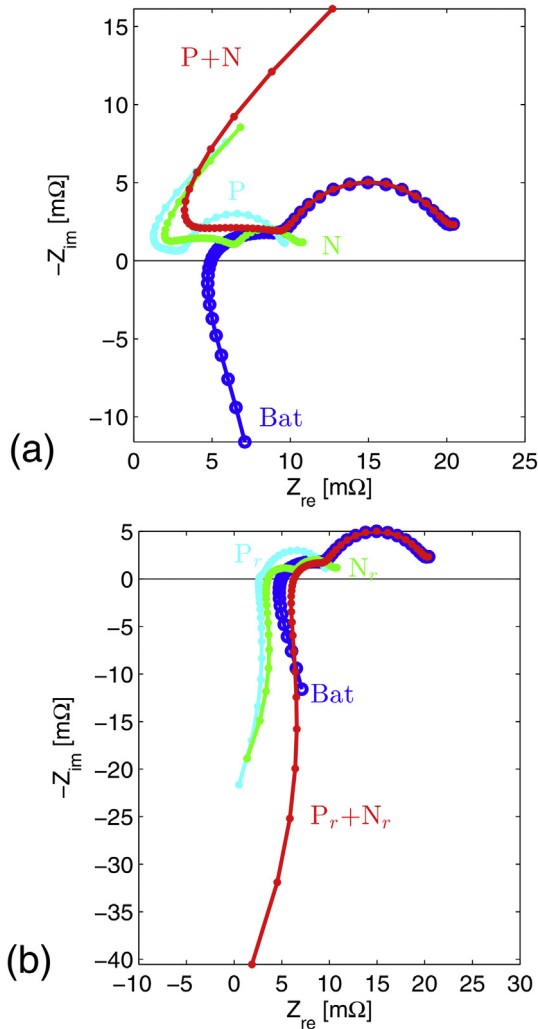 15
10
5
0
−5
−10
-Z_im [mΩ]
P+N
P
N
Bat
(a)
0 5 10 15 20 25
Z_re [mΩ]
5
0
−5
−10
−15
−20
−25
−30
−35
−40
-Z_im [mΩ]
P_r
N_r
Bat
P_r+N_r
(b)
−10 −5 0 5 10 15 20 25 30
Z_re [mΩ]